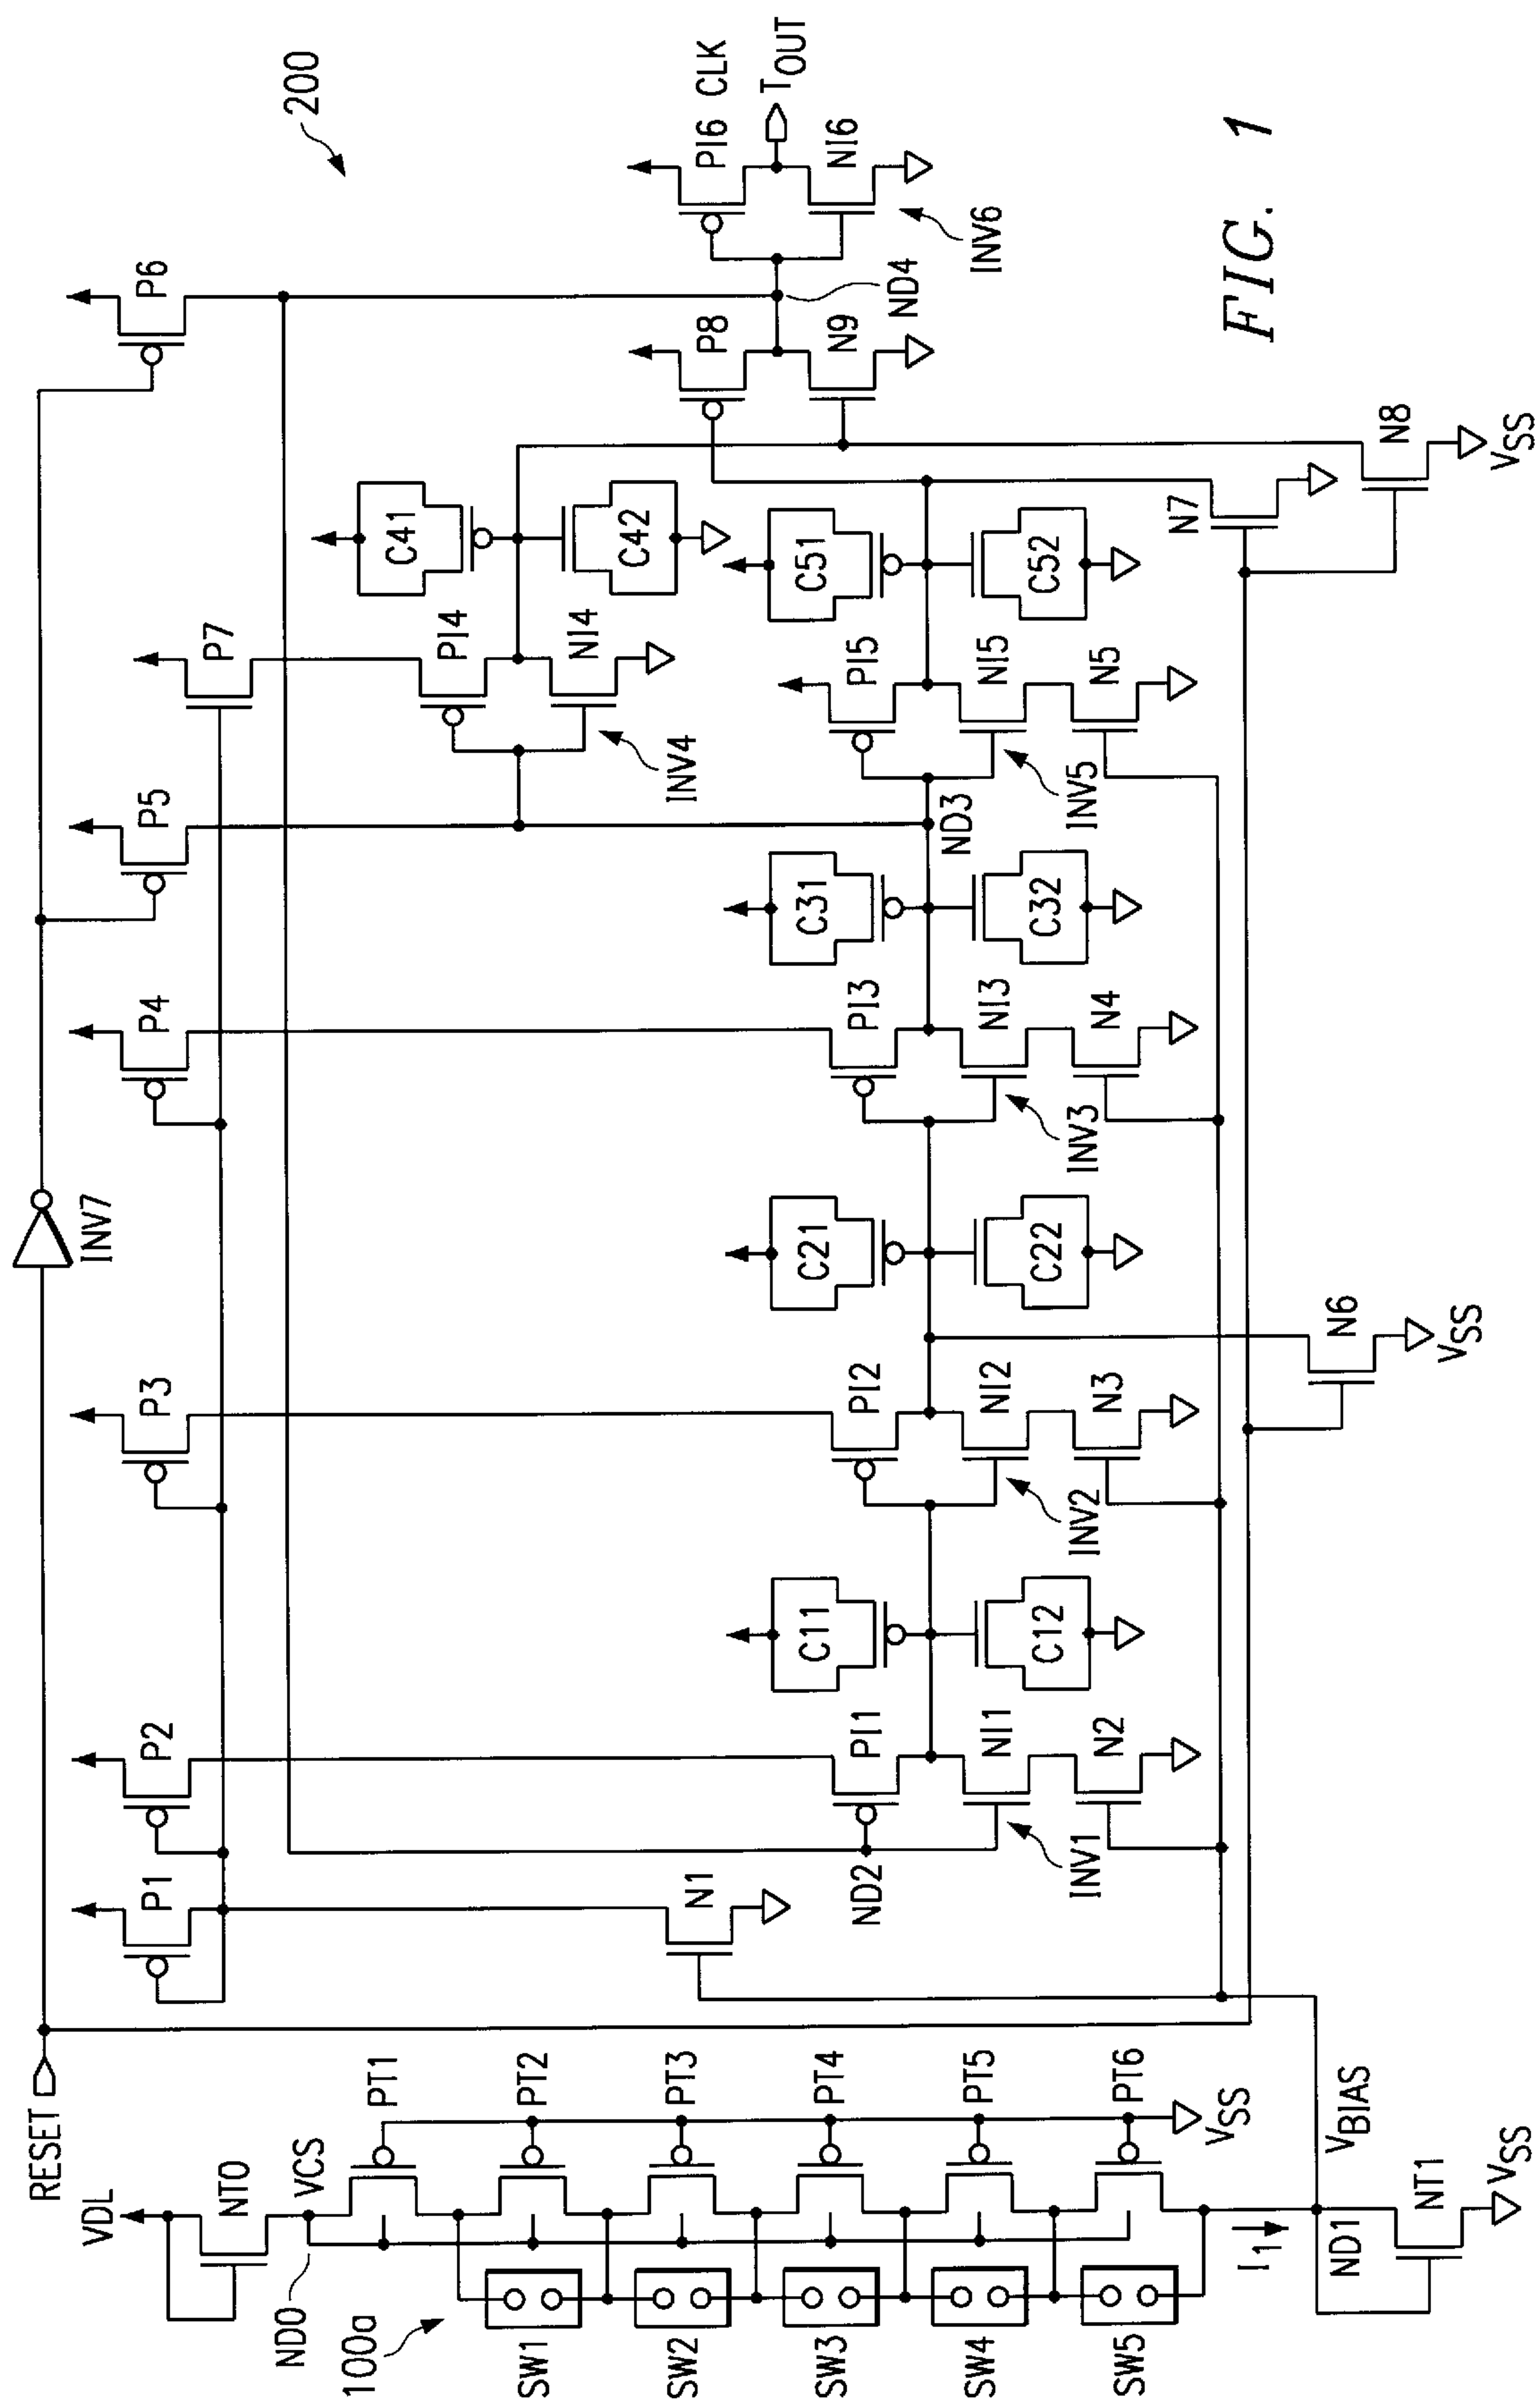 200
RESET
INV7
P1
P2
P3
P4
P5
P7
P6
VDL
NT0
VCS
ND0
100a
PT1
PT2
PT3
PT4
PT5
PT6
VSS
SW1
SW2
SW3
SW4
SW5
I1
ND1
VBIAS
NT1
VSS
N1
ND2
PI1
NI1
N2
INV1
C11
C12
PI2
NI2
N3
INV2
C21
C22
N6
VSS
PI3
NI3
N4
INV3
C31
C32
ND3
PI4
NI4
INV4
C41
C42
PI5
NI5
N5
INV5
C51
C52
N7
N8
VSS
P8
N9
ND4
PI6 CLK
NI6
INV6
TOUT
FIG. 1